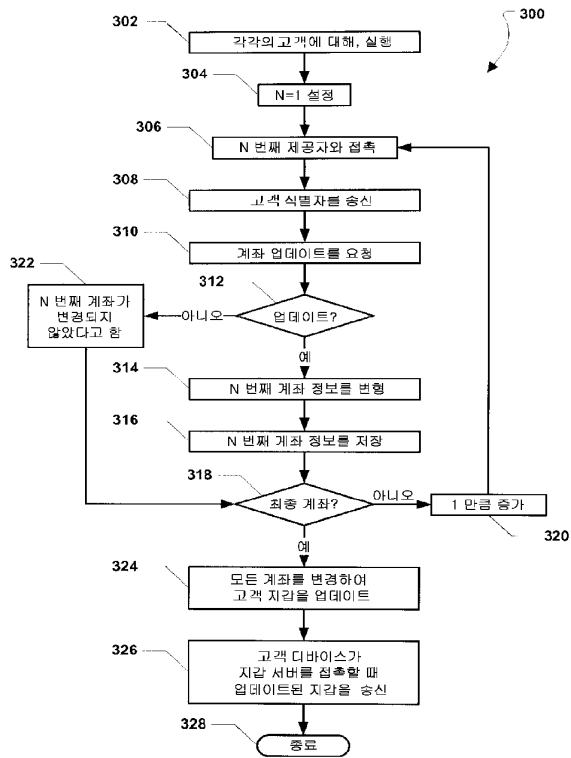 302
각각의 고객에 대해, 실행
300
304
N=1 설정
306
N 번째 제공자와 접촉
308
고객 식별자를 송신
310
계좌 업데이트를 요청
322
312
N 번째 계좌가
변경되지
않았다고 함
아니오
업데이트?
예
314
N 번째 계좌 정보를 변형
316
N 번째 계좌 정보를 저장
318
최종 계좌?
아니오
1 만큼 증가
320
예
324
모든 계좌를 변경하여
고객 지갑을 업데이트
326
고객 디바이스가
지갑 서버를 접촉할 때
업데이트된 지갑을 송신
328
종료